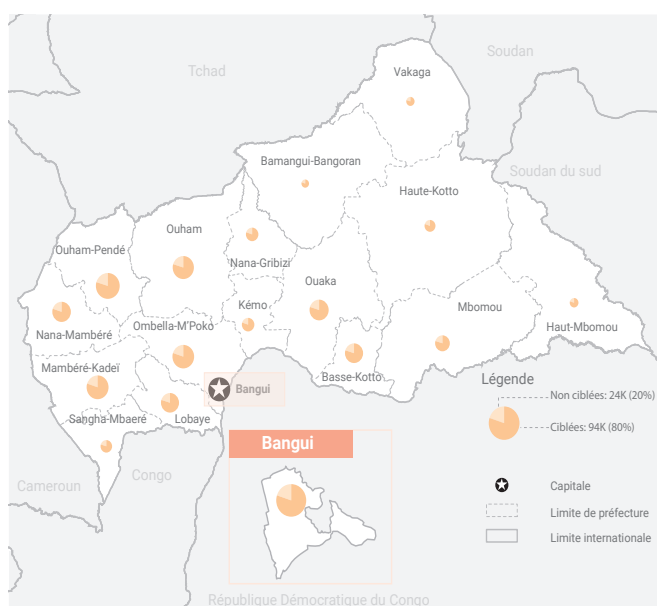 Tchad
Soudan
Vakaga
Bamangui-Bangoran
Soudan du sud
Haute-Kotto
Ouham
Ouham-Pendé
Nana-Gribizi
Ouaka
Kémo
Mbomou
Ombella-M'Poko
Nana-Mambéré
Haut-Mbomou
Mambéré-Kadeï
Basse-Kotto
Légende
Bangui
Non ciblées: 24K (20%)
Sangha-Mbaeré
Lobaye
Ciblées: 94K (80%)
Bangui
Congo
Cameroun
Capitale
Limite de préfecture
Limite internationale
République Démocratique du Congo